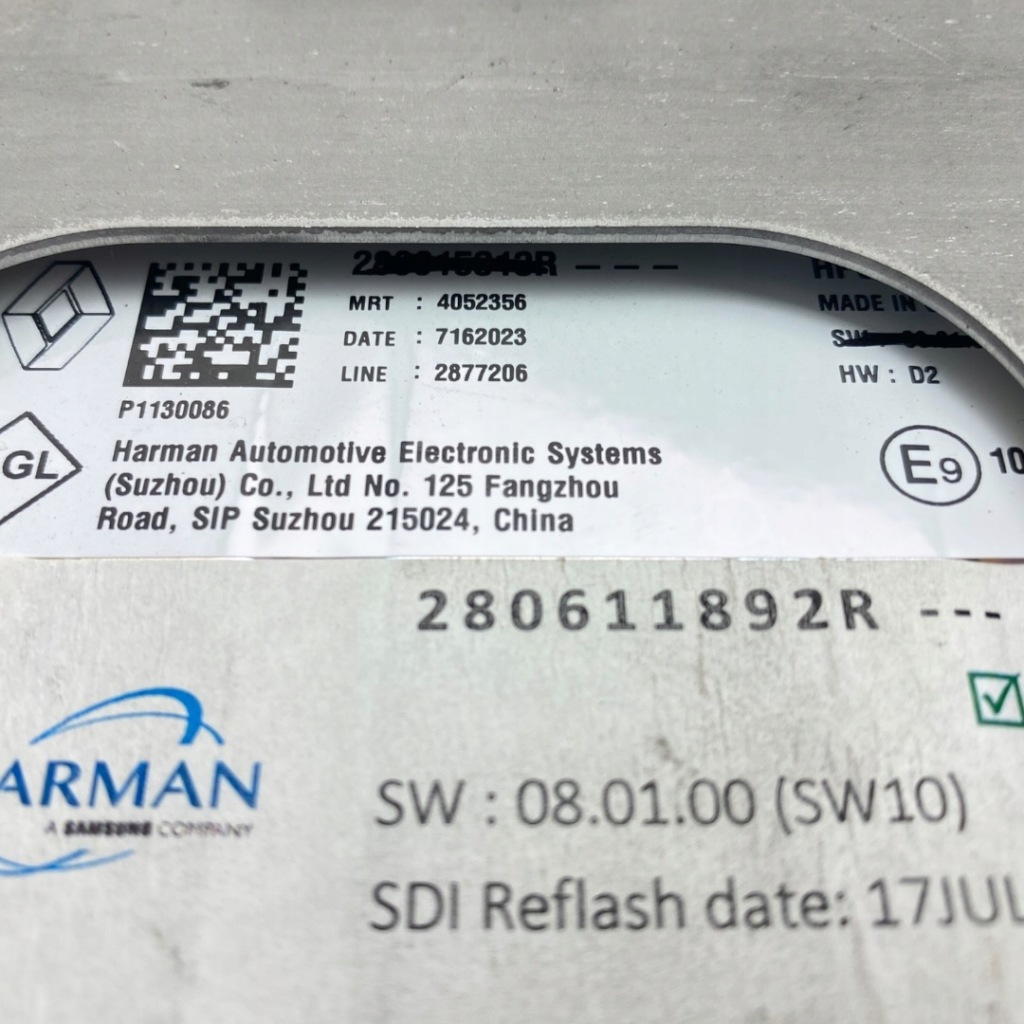 MRT : 4052356
DATE : 7162023
LINE : 2877206
MADE IN
HW : D2
P1130086
GL
Harman Automotive Electronic Systems
(Suzhou) Co., Ltd No. 125 Fangzhou
Road, SIP Suzhou 215024, China
E9 10
280611892R ---
ARMAN
A SAMSUNG COMPANY
SW : 08.01.00 (SW10)
SDI Reflash date: 17JUL